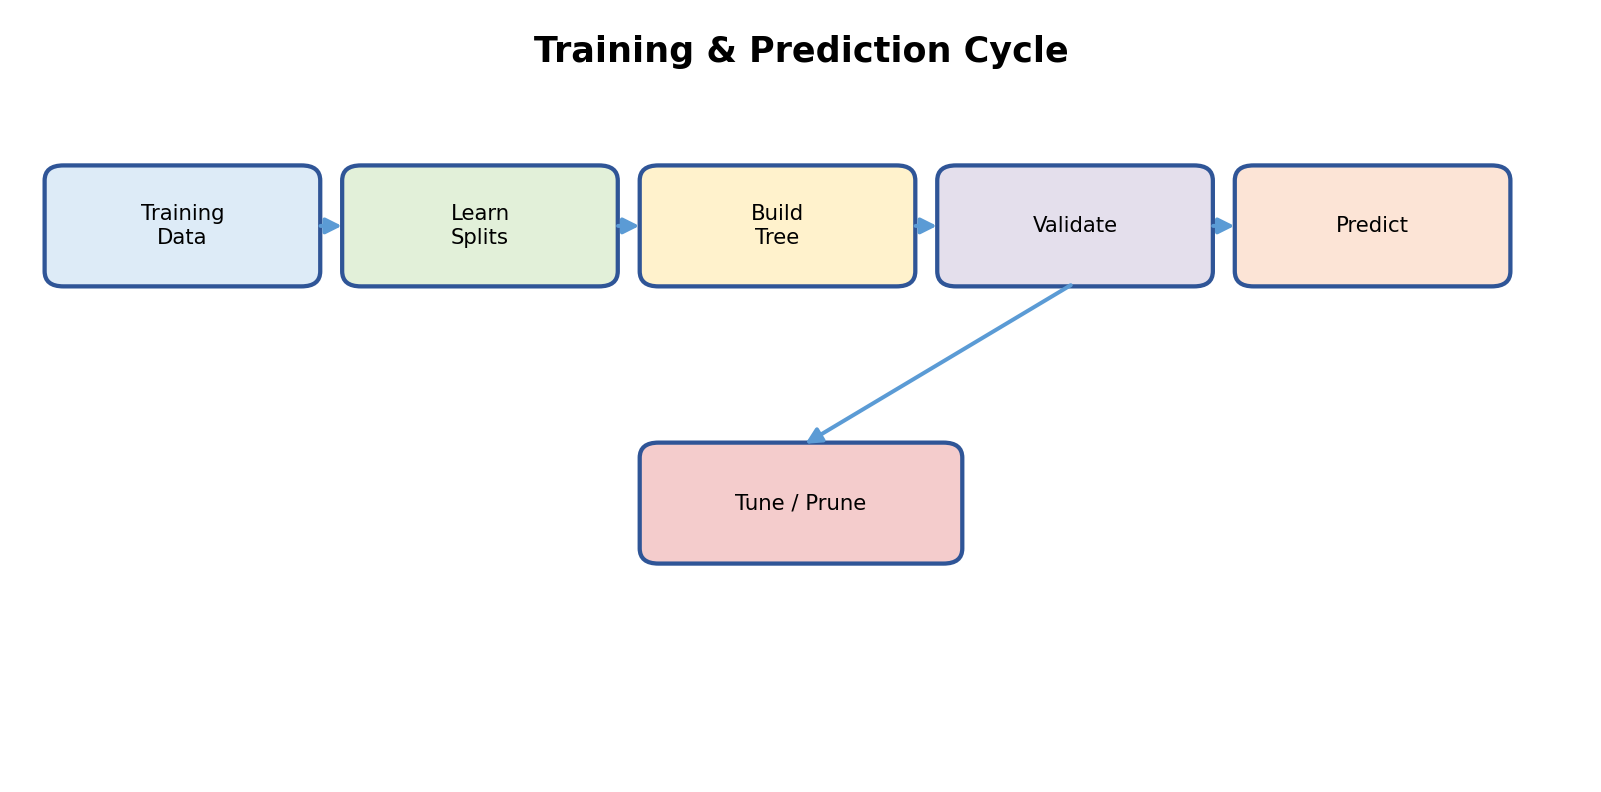 Training & Prediction Cycle
Training
Data
Learn
Splits
Build
Tree
Validate
Predict
Tune / Prune